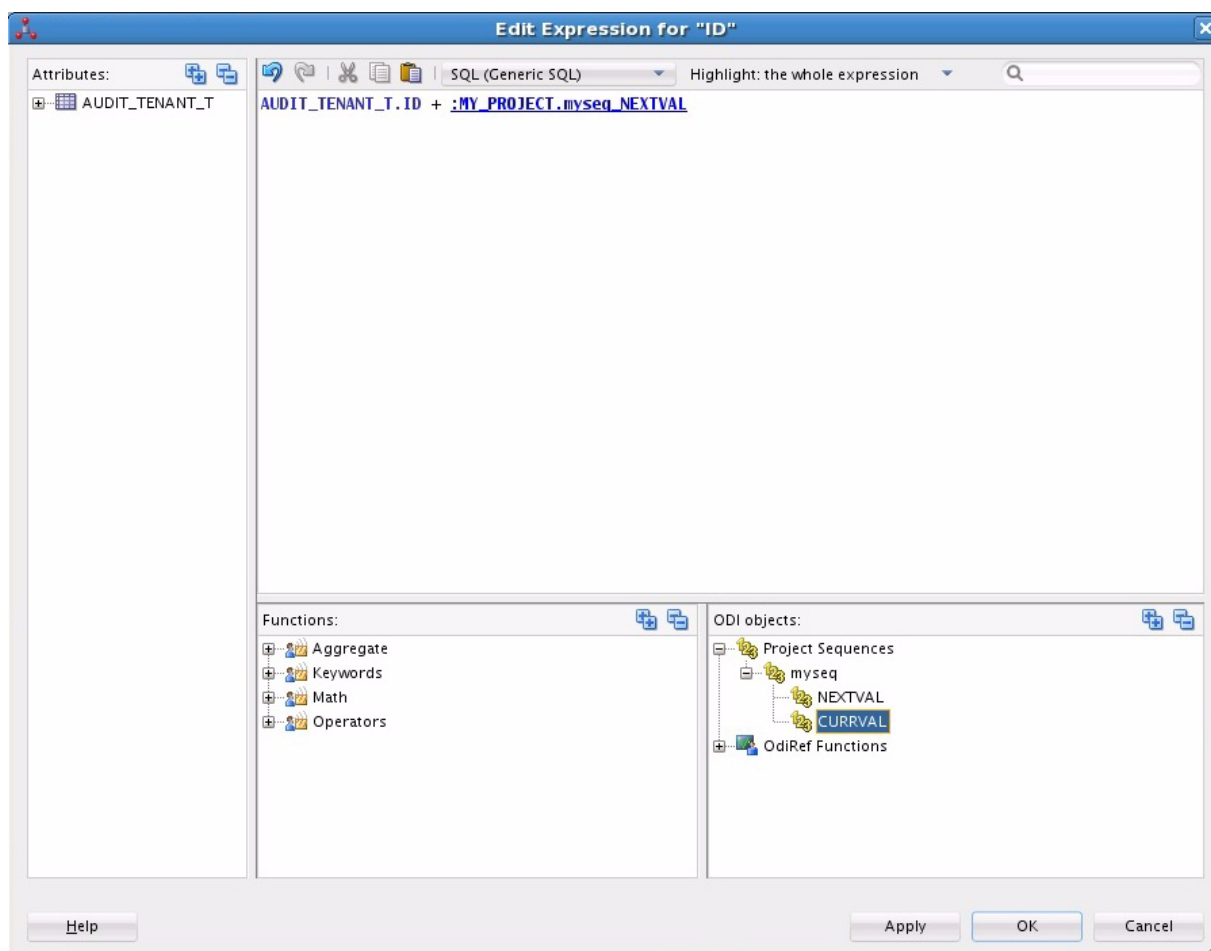 Edit Expression for "ID"
Attributes:
SQL (Generic SQL)
Highlight: the whole expression
AUDIT_TENANT_T
AUDIT_TENANT_T.ID + :MY_PROJECT.myseq_NEXTVAL
Functions:
Aggregate
Keywords
Math
Operators
ODI objects:
Project Sequences
myseq
NEXTVAL
CURRVAL
OdiRef Functions
Help
Apply
OK
Cancel